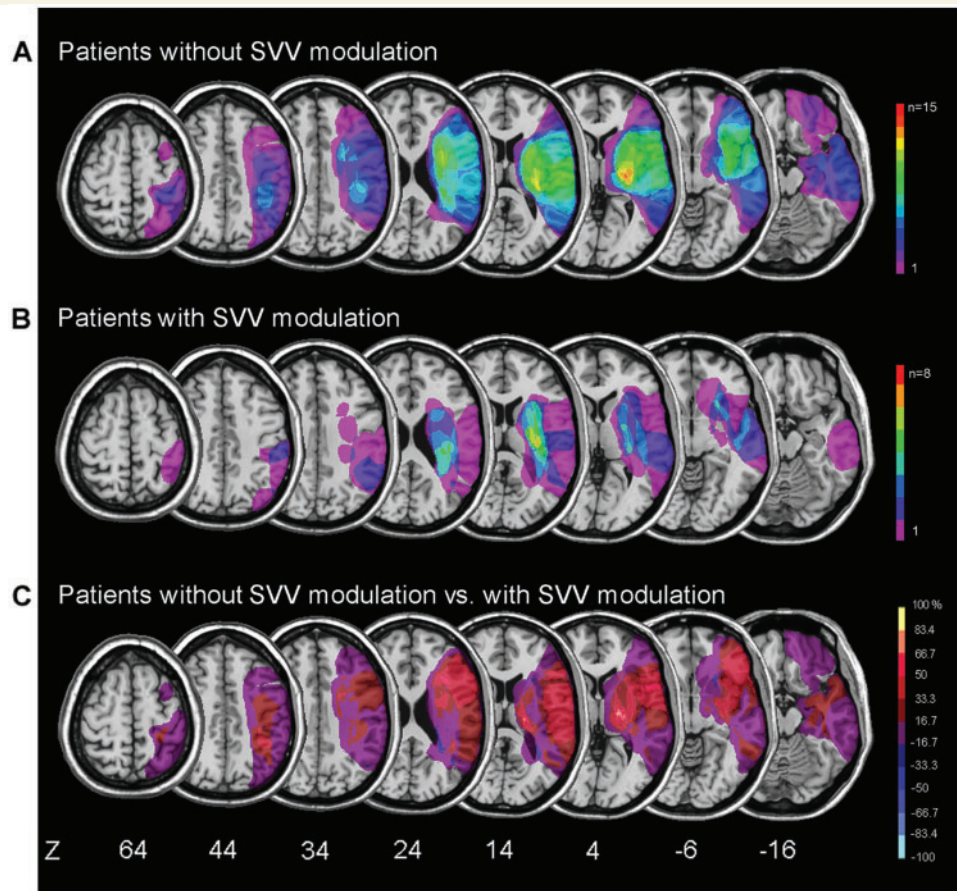 A Patients without SVV modulation
n=15
1
B Patients with SVV modulation
n=8
1
C Patients without SVV modulation vs. with SVV modulation
100 %
83.4
66.7
33.3
16.7
-16.7
-33.3
-50
-66.7
-83.4
-100
Z 64 44 34 24 14 4 -6 -16